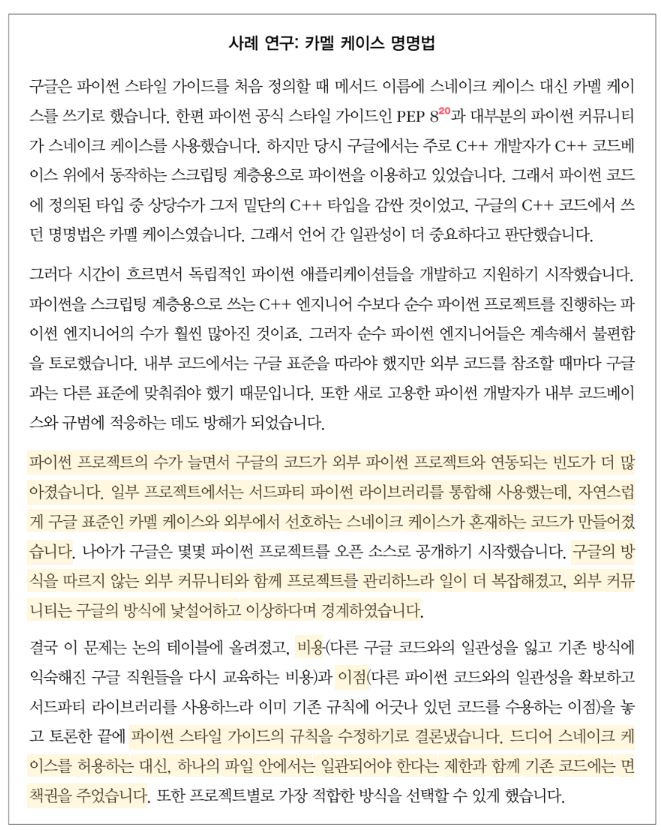 사례 연구: 카멜 케이스 명명법
구글은 파이썬 스타일 가이드를 처음 정의할 때 메서드 이름에 스네이크 케이스 대신 카멜 케이
스를 쓰기로 했습니다. 한편 파이썬 공식 스타일 가이드인 PEP 8²⁰과 대부분의 파이썬 커뮤니티
가 스네이크 케이스를 사용했습니다. 하지만 당시 구글에서는 주로 C++ 개발자가 C++ 코드베
이스 위에서 동작하는 스크립팅 계층용으로 파이썬을 이용하고 있었습니다. 그래서 파이썬 코드
에 정의된 타입 중 상당수가 그저 밑단의 C++ 타입을 감싼 것이었고, 구글의 C++ 코드에서 쓰
던 명명법은 카멜 케이스였습니다. 그래서 언어 간 일관성이 더 중요하다고 판단했습니다.
그러다 시간이 흐르면서 독립적인 파이썬 애플리케이션들을 개발하고 지원하기 시작했습니다.
파이썬을 스크립팅 계층용으로 쓰는 C++ 엔지니어 수보다 순수 파이썬 프로젝트를 진행하는 파
이썬 엔지니어의 수가 훨씬 많아진 것이죠. 그러자 순수 파이썬 엔지니어들은 계속해서 불편함
을 토로했습니다. 내부 코드에서는 구글 표준을 따라야 했지만 외부 코드를 참조할 때마다 구글
과는 다른 표준에 맞춰줘야 했기 때문입니다. 또한 새로 고용한 파이썬 개발자가 내부 코드베이
스와 규범에 적응하는 데도 방해가 되었습니다.
파이썬 프로젝트의 수가 늘면서 구글의 코드가 외부 파이썬 프로젝트와 연동되는 빈도가 더 많
아졌습니다. 일부 프로젝트에서는 서드파티 파이썬 라이브러리를 통합해 사용했는데, 자연스럽
게 구글 표준인 카멜 케이스와 외부에서 선호하는 스네이크 케이스가 혼재하는 코드가 만들어졌
습니다. 나아가 구글은 몇몇 파이썬 프로젝트를 오픈 소스로 공개하기 시작했습니다. 구글의 방
식을 따르지 않는 외부 커뮤니티와 함께 프로젝트를 관리하느라 일이 더 복잡해졌고, 외부 커뮤
니티는 구글의 방식에 낯설어하고 이상하다며 경계하였습니다.
결국 이 문제는 논의 테이블에 올려졌고, 비용(다른 구글 코드와의 일관성을 잃고 기존 방식에
익숙해진 구글 직원들을 다시 교육하는 비용)과 이점(다른 파이썬 코드와의 일관성을 확보하고
서드파티 라이브러리를 사용하느라 이미 기존 규칙에 어긋나 있던 코드를 수용하는 이점)을 놓
고 토론한 끝에 파이썬 스타일 가이드의 규칙을 수정하기로 결론냈습니다. 드디어 스네이크 케
이스를 허용하는 대신, 하나의 파일 안에서는 일관되어야 한다는 제한과 함께 기존 코드에는 면
책권을 주었습니다. 또한 프로젝트별로 가장 적합한 방식을 선택할 수 있게 했습니다.